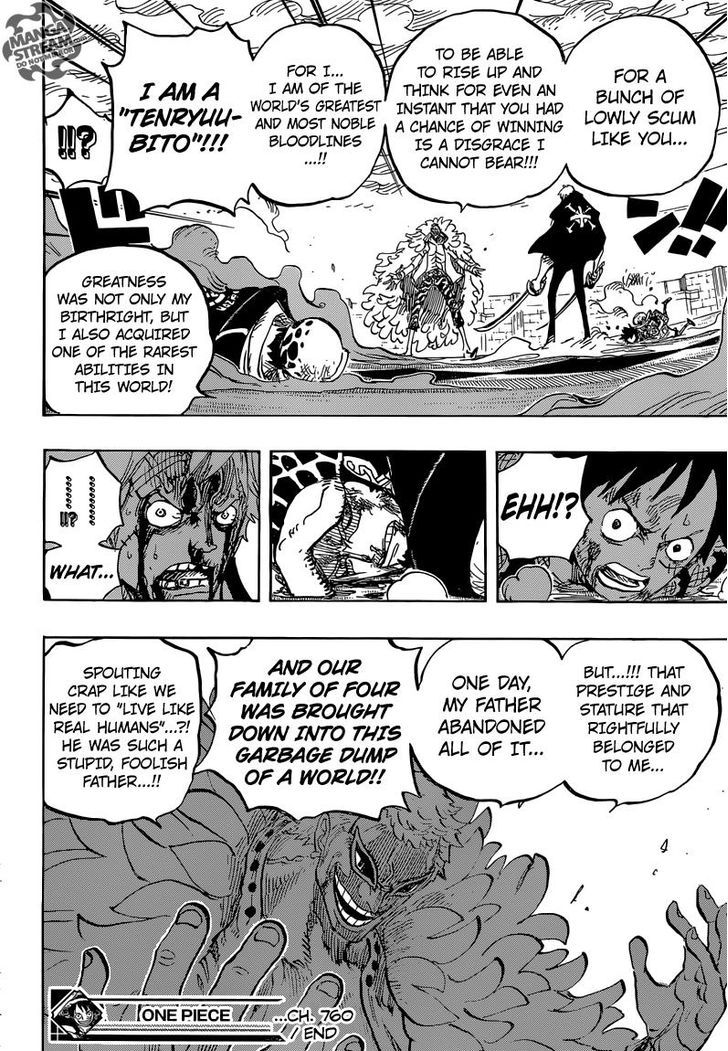 FOR A
BUNCH OF
LOWLY SCUM
LIKE YOU...
TO BE ABLE
TO RISE UP AND
THINK FOR EVEN AN
INSTANT THAT YOU HAD
A CHANCE OF WINNING
IS A DISGRACE I
CANNOT BEAR!!!
FOR I...
I AM OF THE
WORLD'S GREATEST
AND MOST NOBLE
BLOODLINES
...!!
I AM A
"TENRYUU-
BITO"!!!
!!?
MANGA
STREAM
ン!!
ド
GREATNESS
WAS NOT ONLY MY
BIRTHRIGHT, BUT
I ALSO ACQUIRED
ONE OF THE RAREST
ABILITIES IN
THIS WORLD!
EHH!?
!!?
WHAT...
BUT...!!! THAT
PRESTIGE AND
STATURE THAT
RIGHTFULLY
BELONGED
TO ME...
ONE DAY,
MY FATHER
ABANDONED
ALL OF IT...
AND OUR
FAMILY OF FOUR
WAS BROUGHT
DOWN INTO THIS
GARBAGE DUMP
OF A WORLD!!
SPOUTING
CRAP LIKE WE
NEED TO "LIVE LIKE
REAL HUMANS"...?!
HE WAS SUCH A
STUPID, FOOLISH
FATHER...!!
ONE PIECE
...CH. 760
/ END